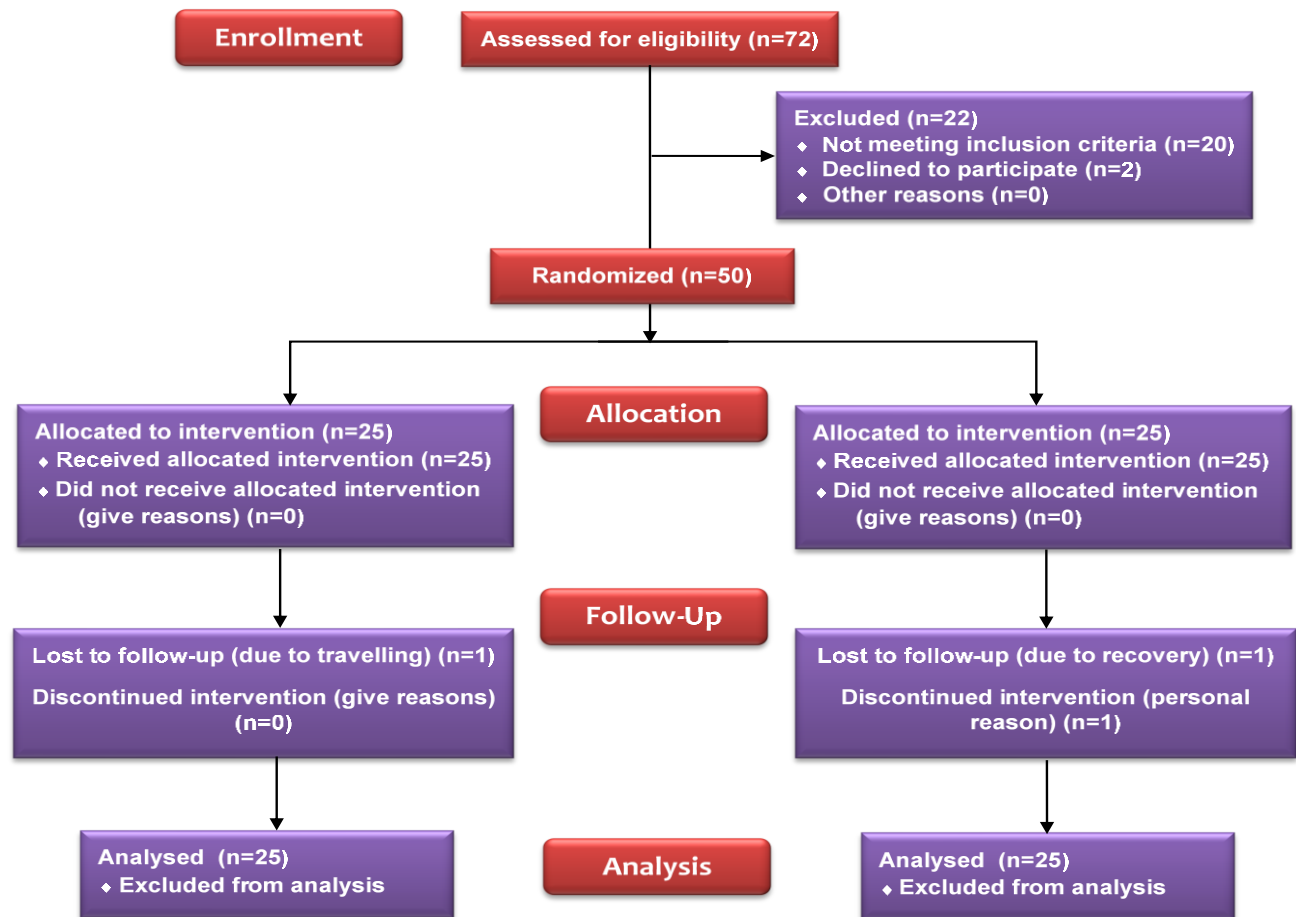 Enrollment
Assessed for eligibility (n=72)
Excluded (n=22)
⬥ Not meeting inclusion criteria (n=20)
⬥ Declined to participate (n=2)
⬥ Other reasons (n=0)
Randomized (n=50)
Allocation
Allocated to intervention (n=25)
⬥ Received allocated intervention (n=25)
⬥ Did not receive allocated intervention
(give reasons) (n=0)
Allocated to intervention (n=25)
⬥ Received allocated intervention (n=25)
⬥ Did not receive allocated intervention
(give reasons) (n=0)
Follow-Up
Lost to follow-up (due to travelling) (n=1)
Discontinued intervention (give reasons)
(n=0)
Lost to follow-up (due to recovery) (n=1)
Discontinued intervention (personal
reason) (n=1)
Analysis
Analysed (n=25)
⬥ Excluded from analysis
Analysed (n=25)
⬥ Excluded from analysis